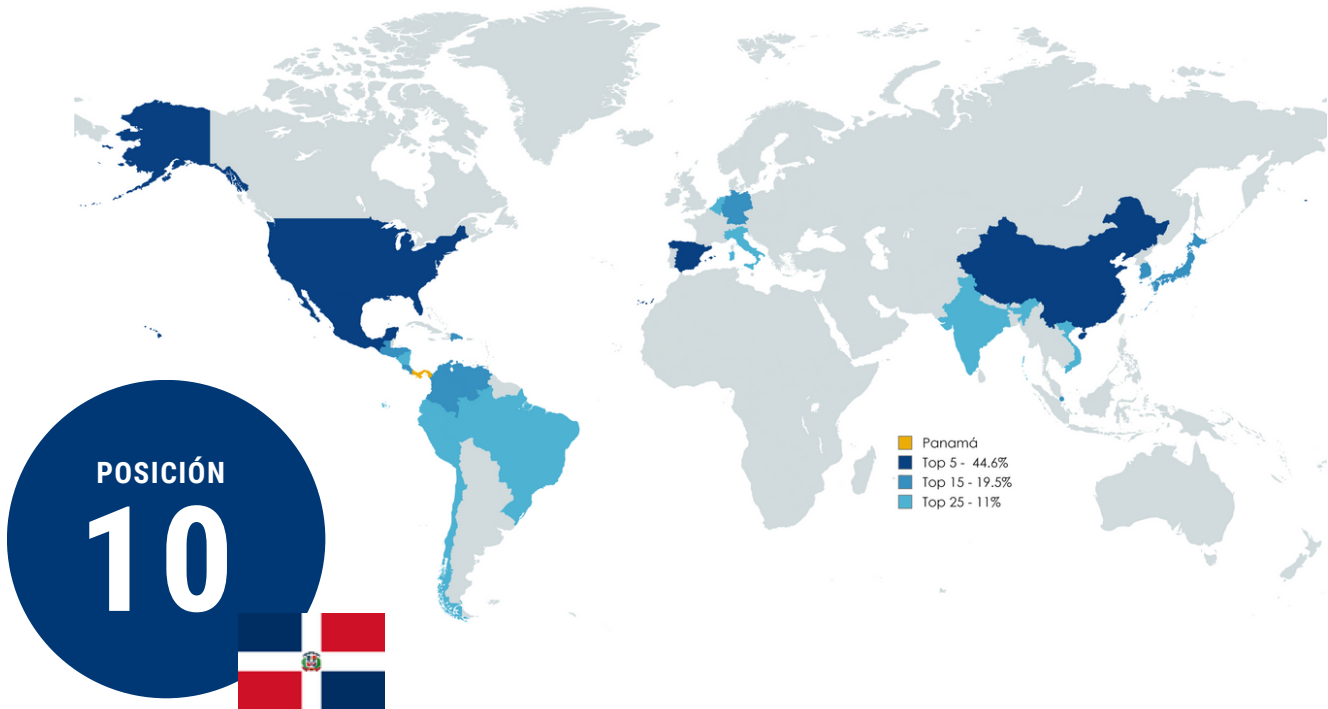 POSICIÓN
10
Panamá
Top 5 - 44.6%
Top 15 - 19.5%
Top 25 - 11%